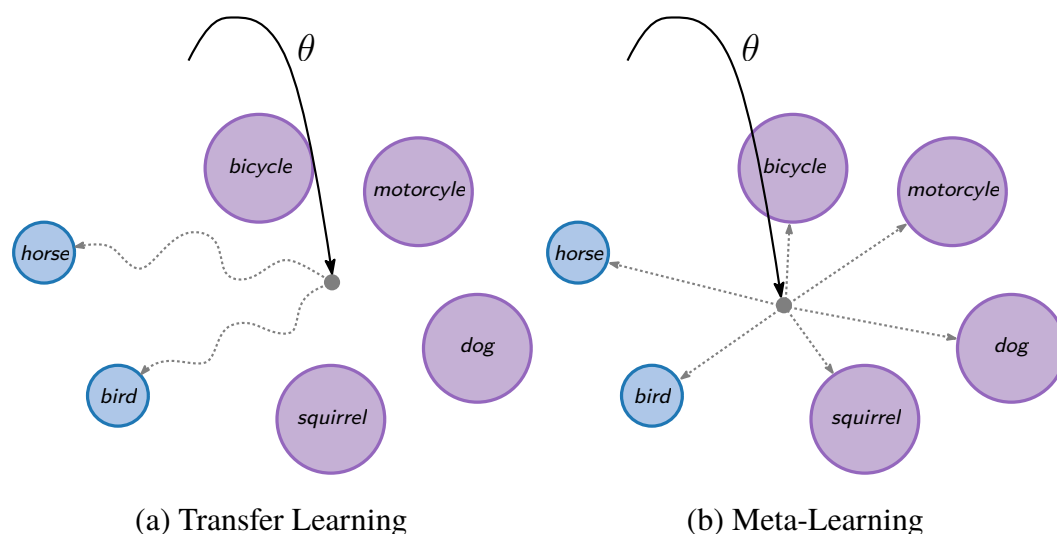 θ
bicycle
motorcyle
horse
dog
bird
squirrel
(a) Transfer Learning
θ
bicycle
motorcyle
horse
dog
bird
squirrel
(b) Meta-Learning